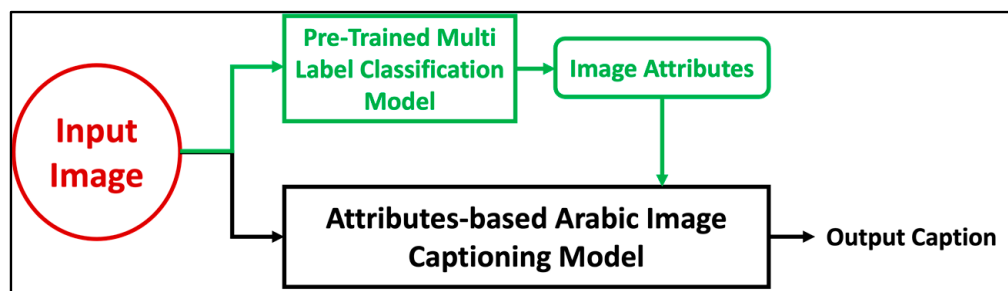 Input
Image
Pre-Trained Multi
Label Classification
Model
Image Attributes
Attributes-based Arabic Image
Captioning Model
Output Caption